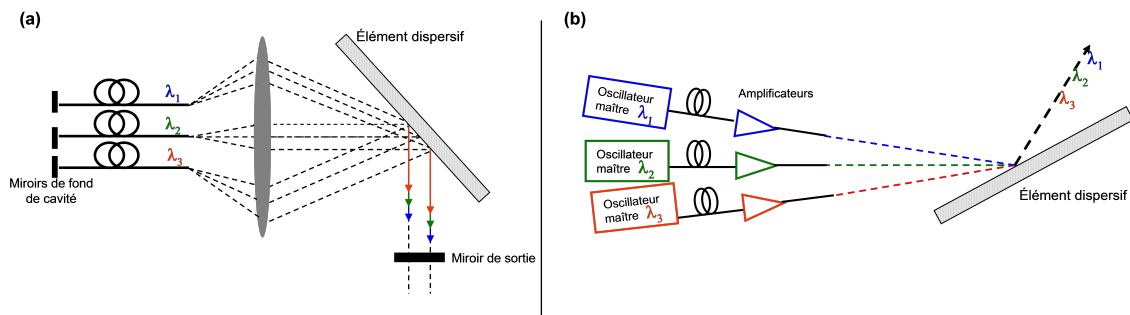 (a)
Élément dispersif
λ1
λ2
λ3
Miroirs de fond
de cavité
Miroir de sortie
(b)
Oscillateur
maître λ1
Amplificateurs
Oscillateur
maître λ2
Oscillateur
maître λ3
λ1
λ2
λ3
Élément dispersif